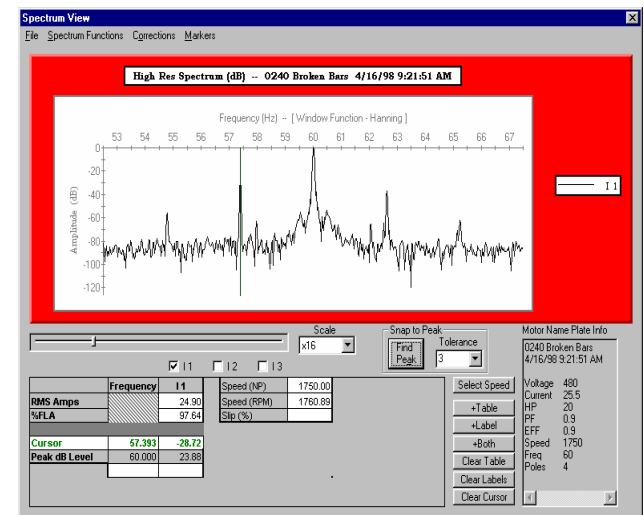 Spectrum View
File Spectrum Functions Corrections Markers
High Res Spectrum (dB) -- 0240 Broken Bars 4/16/98 9:21:51 AM
Frequency (Hz) -- [ Window Function - Hanning ]
53 54 55 56 57 58 59 60 61 62 63 64 65 66 67
Amplitude (dB)
0
-20
-40
-60
-80
-100
-120
I 1
Scale
x16
Snap to Peak
Find Peak
Tolerance
3
I 1 I 2 I 3
Frequency I 1
RMS Amps 24.90
%FLA 97.64
Cursor 57.393 -28.72
Peak dB Level 60.000 23.88
Speed (NP) 1750.00
Speed (RPM) 1760.89
Slip (%)
Select Speed
+Table
+Label
+Both
Clear Table
Clear Labels
Clear Cursor
Motor Name Plate Info
0240 Broken Bars
4/16/98 9:21:51 AM
Voltage 480
Current 25.5
HP 20
PF 0.9
EFF 0.9
Speed 1750
Freq 60
Poles 4